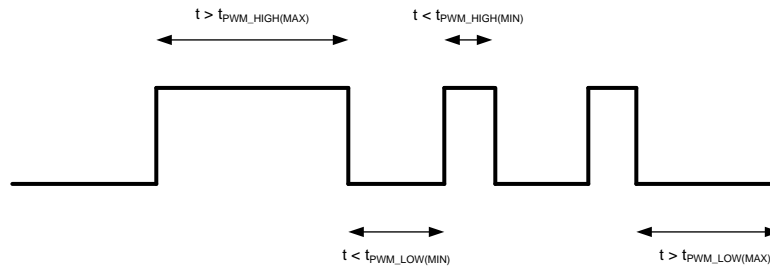 t > tPWM_HIGH(MAX)
t < tPWM_HIGH(MIN)
t < tPWM_LOW(MIN)
t > tPWM_LOW(MAX)